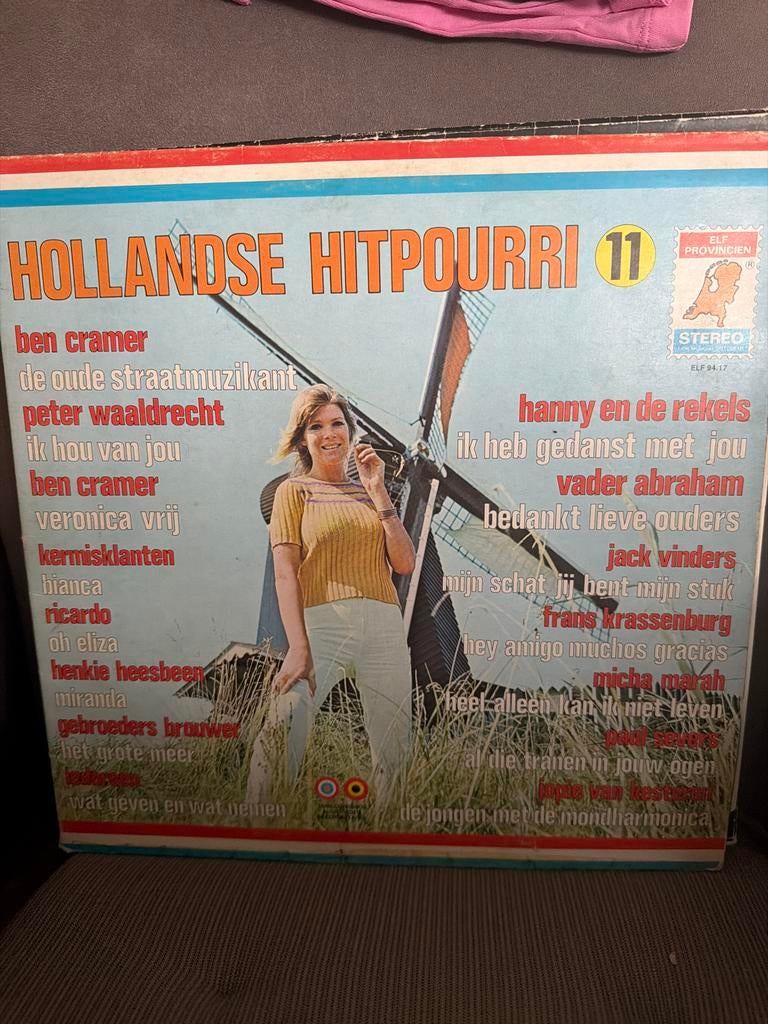 HOLLANDSE HITPOURRI 11
ELF
PROVINCIEN
®
STEREO
ELF 94.17
ben cramer
de oude straatmuzikant
peter waaldrecht
ik hou van jou
ben cramer
veronica vrij
kermisklanten
bianca
ricardo
oh eliza
henkie heesbeen
miranda
gebroeders brouwer
het grote meer
wat geven en wat nemen
hanny en de rekels
ik heb gedanst met jou
vader abraham
bedankt lieve ouders
jack vinders
mijn schat jij bent mijn stuk
frans krassenburg
hey amigo muchos gracias
micha marah
heel alleen kan ik niet leven
paul severs
al die tranen in jouw ogen
jopie van kesteren
de jongen met de mondharmonica